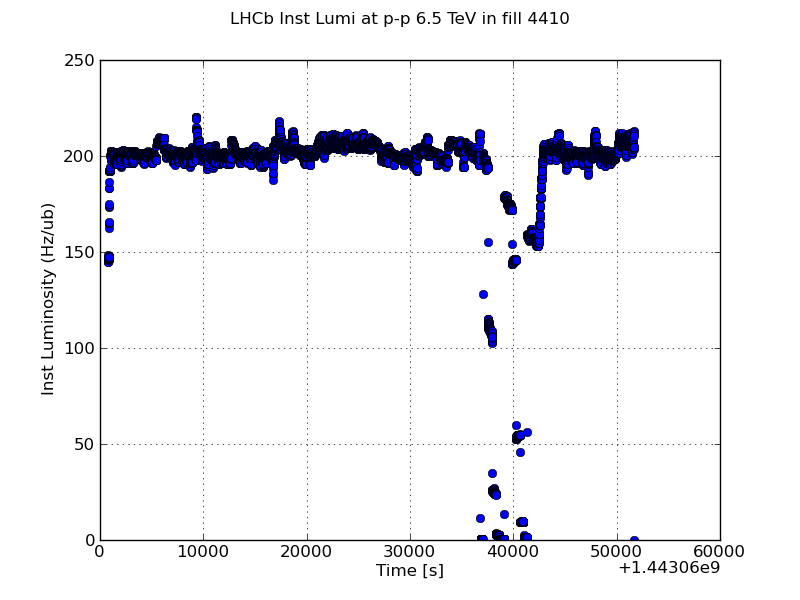 LHCb Inst Lumi at p-p 6.5 TeV in fill 4410
250
200
150
100
50
0
Inst Luminosity (Hz/ub)
0 10000 20000 30000 40000 50000 60000
Time [s]
+1.44306e9